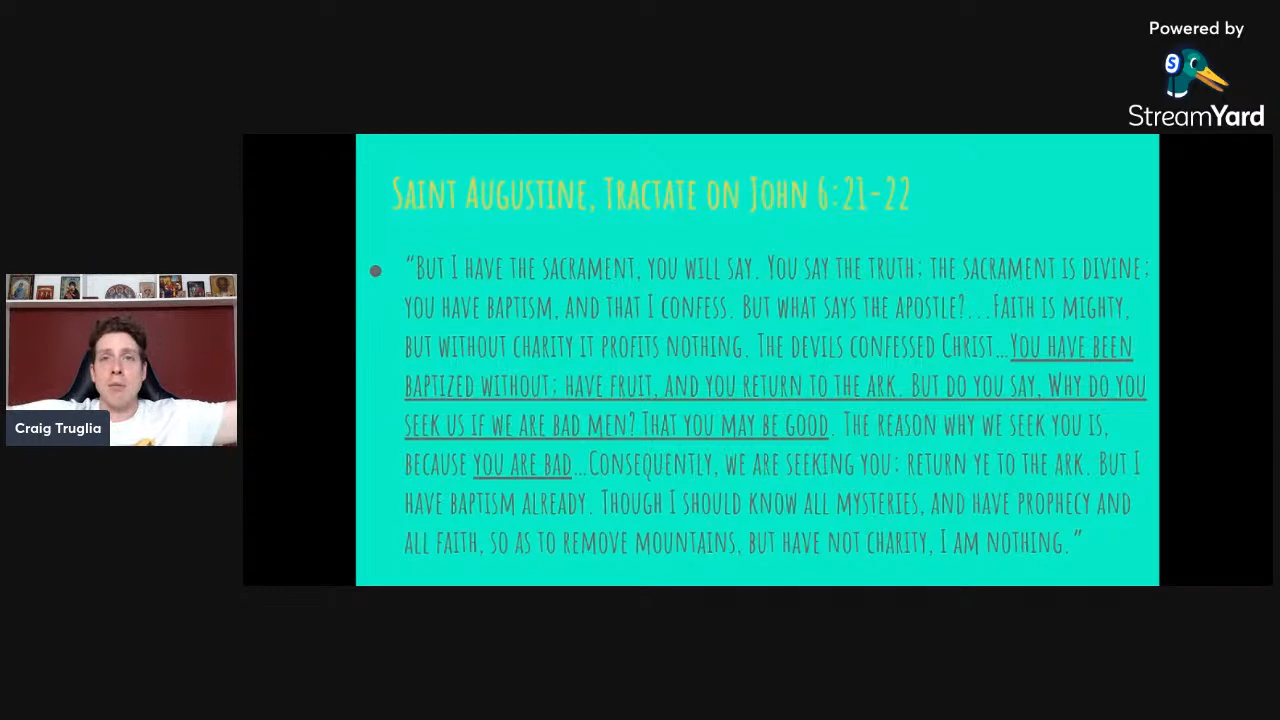 Powered by
S
StreamYard
Saint Augustine, Tractate on John 6:21-22
“But I have the sacrament, you will say. You say the truth; the sacrament is divine;
you have baptism, and that I confess. But what says the apostle?...Faith is mighty,
but without charity it profits nothing. The devils confessed Christ...You have been
baptized without; have fruit, and you return to the ark. But do you say, Why do you
seek us if we are bad men? That you may be good. The reason why we seek you is,
because you are bad...Consequently, we are seeking you: return ye to the ark. But I
have baptism already. Though I should know all mysteries, and have prophecy and
all faith, so as to remove mountains, but have not charity, I am nothing.”
Craig Truglia